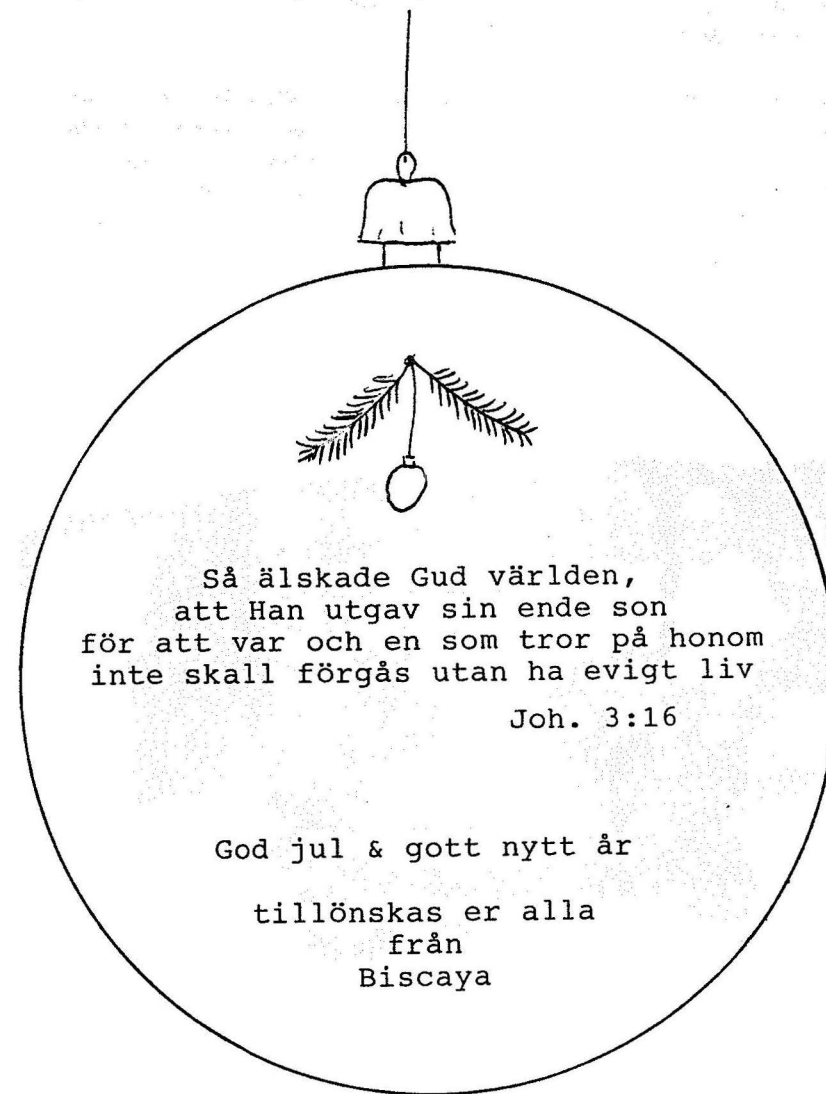 Så älskade Gud världen,
att Han utgav sin ende son
för att var och en som tror på honom
inte skall förgås utan ha evigt liv
Joh. 3:16
God jul & gott nytt år
tillönskas er alla
från
Biscaya